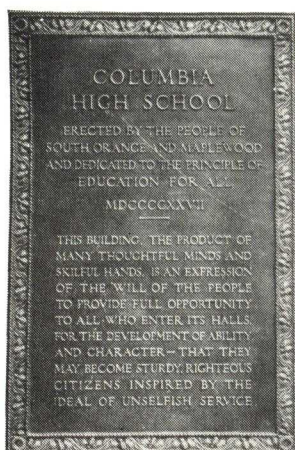 COLUMBIA
HIGH SCHOOL
ERECTED BY THE PEOPLE OF
SOUTH ORANGE AND MAPLEWOOD
AND DEDICATED TO THE PRINCIPLE OF
EDUCATION FOR ALL
MDCCCCXXVII
THIS BUILDING, THE PRODUCT OF
MANY THOUGHTFUL MINDS AND
SKILFUL HANDS, IS AN EXPRESSION
OF THE WILL OF THE PEOPLE
TO PROVIDE FULL OPPORTUNITY
TO ALL WHO ENTER ITS HALLS,
FOR THE DEVELOPMENT OF ABILITY
AND CHARACTER — THAT THEY
MAY BECOME STURDY, RIGHTEOUS
CITIZENS INSPIRED BY THE
IDEAL OF UNSELFISH SERVICE